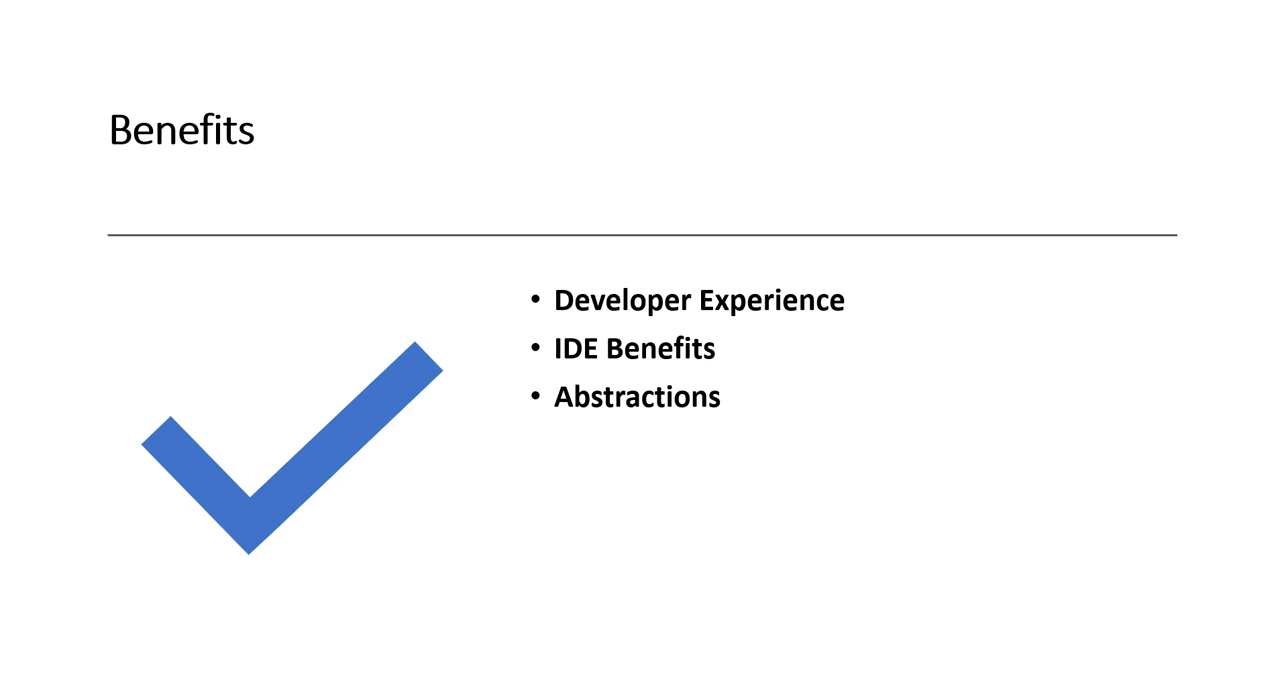 Benefits
• Developer Experience
• IDE Benefits
• Abstractions